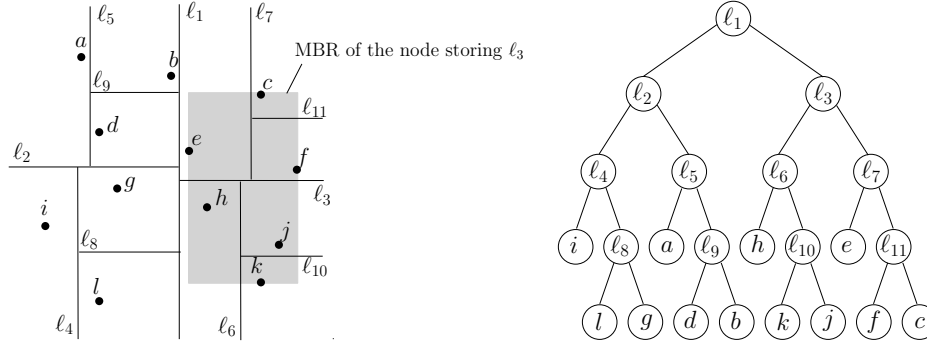 ℓ5 ℓ1 ℓ7
a
b
MBR of the node storing ℓ3
ℓ9
c
ℓ11
d
e
f
ℓ2
ℓ3
g
h
i
ℓ8
j
k
ℓ10
l
ℓ4
ℓ6
ℓ1
ℓ2 ℓ3
ℓ4 ℓ5 ℓ6 ℓ7
i ℓ8 a ℓ9 h ℓ10 e ℓ11
l g d b k j f c